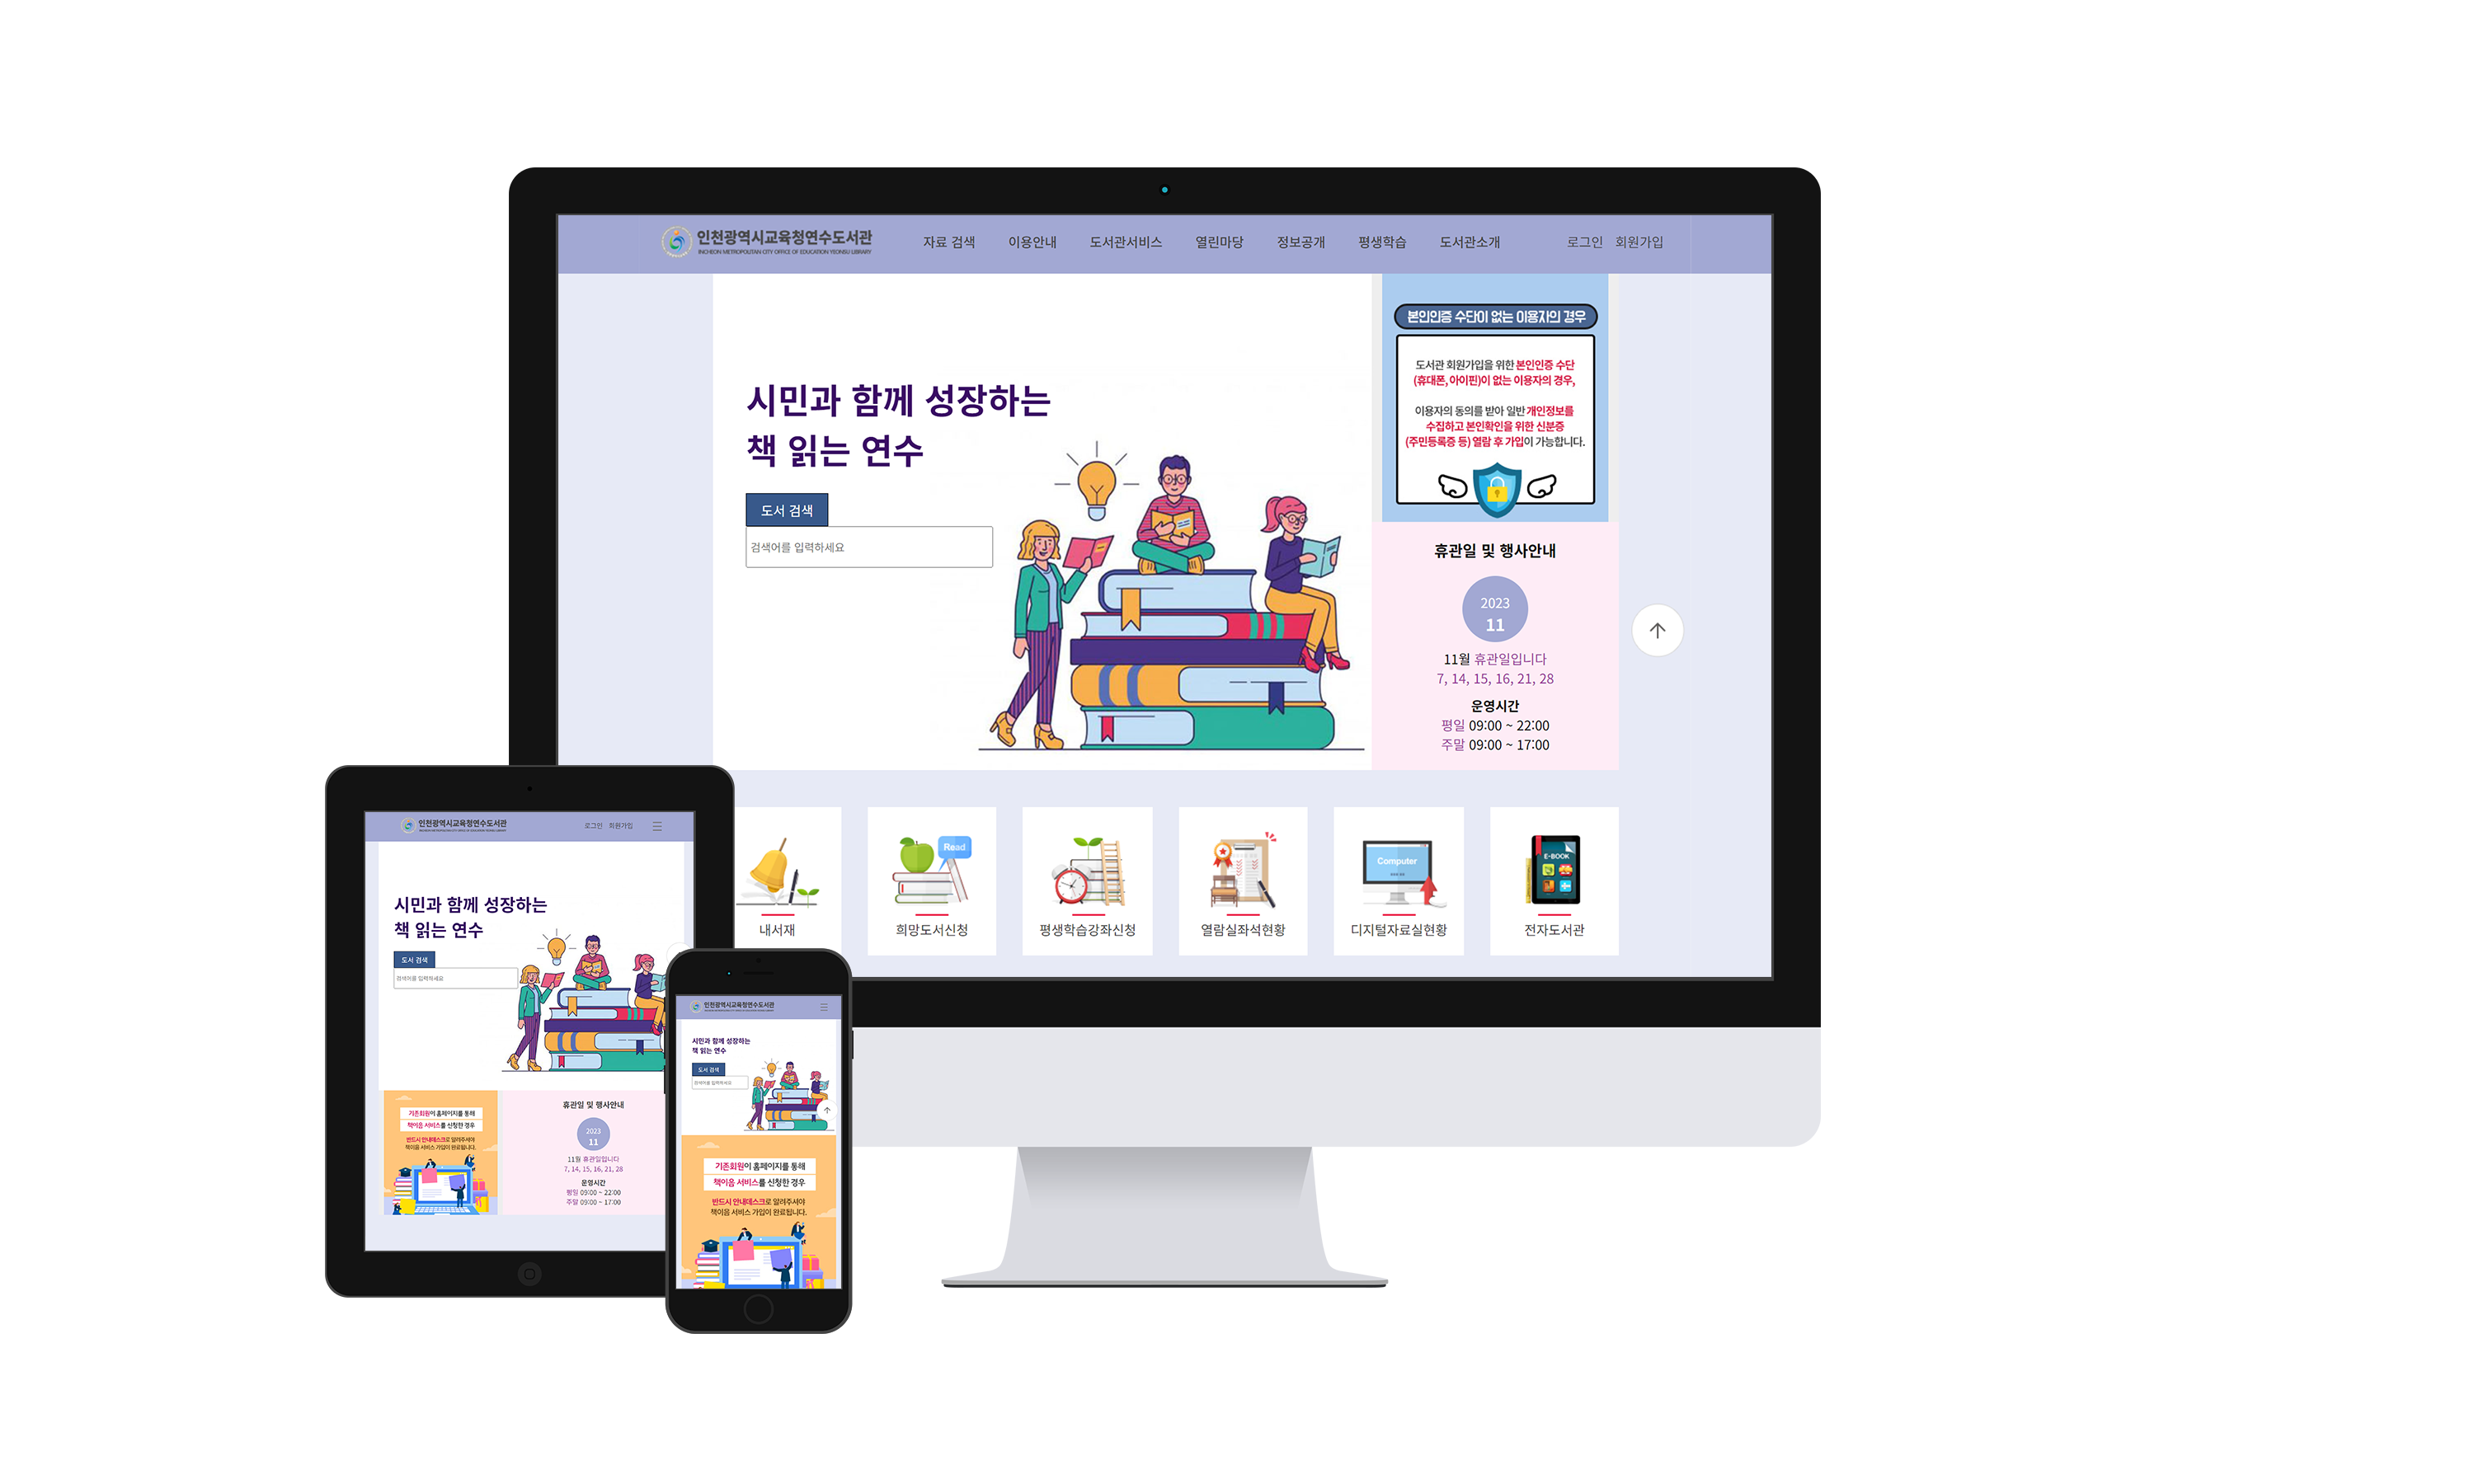 인천광역시교육청연수도서관
INCHEON METROPOLITAN CITY OFFICE OF EDUCATION YEONSU LIBRARY
자료 검색 이용안내 도서관서비스 열린마당 정보공개 평생학습 도서관소개 로그인 회원가입
시민과 함께 성장하는
책 읽는 연수
도서 검색
검색어를 입력하세요
본인인증 수단이 없는 이용자의 경우
도서관 회원가입을 위한 본인인증 수단
(휴대폰, 아이핀)이 없는 이용자의 경우,
이용자의 동의를 받아 일반 개인정보를
수집하고 본인확인을 위한 신분증
(주민등록증 등) 열람 후 가입이 가능합니다.
휴관일 및 행사안내
2023
11
11월 휴관일입니다
7, 14, 15, 16, 21, 28
운영시간
평일 09:00 ~ 22:00
주말 09:00 ~ 17:00
Read
Computer
E-BOOK
내서재 희망도서신청 평생학습강좌신청 열람실좌석현황 디지털자료실현황 전자도서관
인천광역시교육청연수도서관
로그인 회원가입
시민과 함께 성장하는
책 읽는 연수
도서 검색
검색어를 입력하세요
기존회원이 홈페이지를 통해
책이음 서비스를 신청한 경우
반드시 안내데스크로 알려주셔야
책이음 서비스 가입이 완료됩니다.
휴관일 및 행사안내
2023
11
11월 휴관일입니다
7, 14, 15, 16, 21, 28
운영시간
평일 09:00 ~ 22:00
주말 09:00 ~ 17:00
인천광역시교육청연수도서관
시민과 함께 성장하는
책 읽는 연수
도서 검색
검색어를 입력하세요
기존회원이 홈페이지를 통해
책이음 서비스를 신청한 경우
반드시 안내데스크로 알려주셔야
책이음 서비스 가입이 완료됩니다.